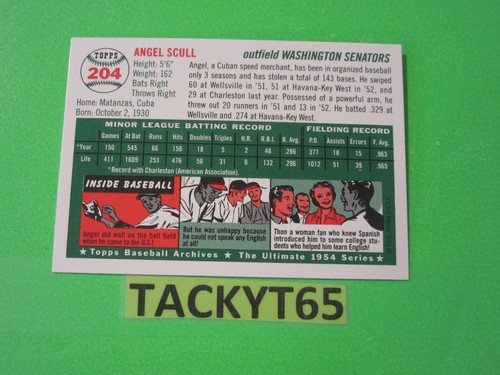 TOPPS
204
ANGEL SCULL
Height: 5'6"
Weight: 162
Bats Right
Throws Right
Home: Matanzas, Cuba
Born: October 2, 1930
outfield WASHINGTON SENATORS
Angel, a Cuban speed merchant, has been in organized baseball
only 3 seasons and has stolen a total of 143 bases. He swiped
60 at Wellsville in '51, 51 at Havana-Key West in '52, and
29 at Charleston last year. Possessed of a powerful arm, he
threw out 20 runners in '51 and 13 in '52. He batted .329 at
Wellsville and .274 at Havana-Key West.
MINOR LEAGUE BATTING RECORD
FIELDING RECORD
Games At Bat Runs Hits Doubles Triples H.R. R.B.I. B. Avg. P.O. Assists Errors F. Avg.
*Year 150 545 66 156 18 5 2 48 .286 377 18 15 .963
Life 411 1609 253 476 56 31 6 132 .296 1012 51 39 .965
*Record with Charleston (American Association).
INSIDE BASEBALL
Angel did well on the ball field
when he came to the U.S.!
But he was unhappy because
he could not speak any English
at all!
Then a woman fan who knew Spanish
introduced him to some college stu-
dents who helped him learn English!
★ Topps Baseball Archives ★ The Ultimate 1954 Series ★
TACKYT65